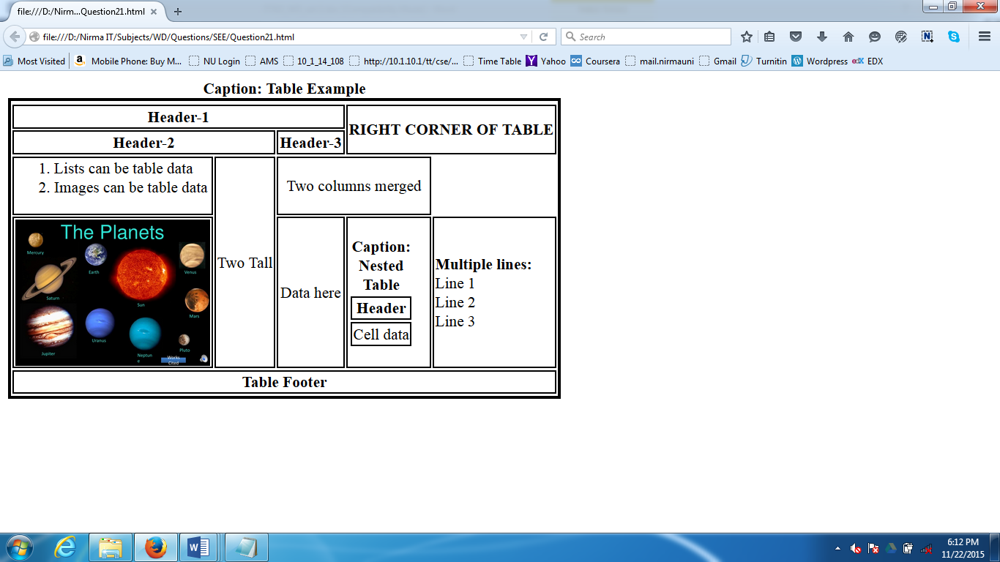 file:///D:/Nirm...Question21.html
file:///D:/Nirma IT/Subjects/WD/Questions/SEE/Question21.html
Search
Most Visited
Mobile Phone: Buy M...
NU Login
AMS
10_1_14_108
http://10.1.10.1/tt/cse/...
Time Table
Yahoo
Coursera
mail.nirmauni
Gmail
Turnitin
Wordpress
edX EDX
Caption: Table Example
Header-1
RIGHT CORNER OF TABLE
Header-2
Header-3
1. Lists can be table data
2. Images can be table data
Two Tall
Two columns merged
The Planets
Mercury
Earth
Venus
Saturn
Sun
Mars
Jupiter
Uranus
Neptun
e
Pluto
Works
Cited
Data here
Caption:
Nested
Table
Header
Cell data
Multiple lines:
Line 1
Line 2
Line 3
Table Footer
6:12 PM
11/22/2015